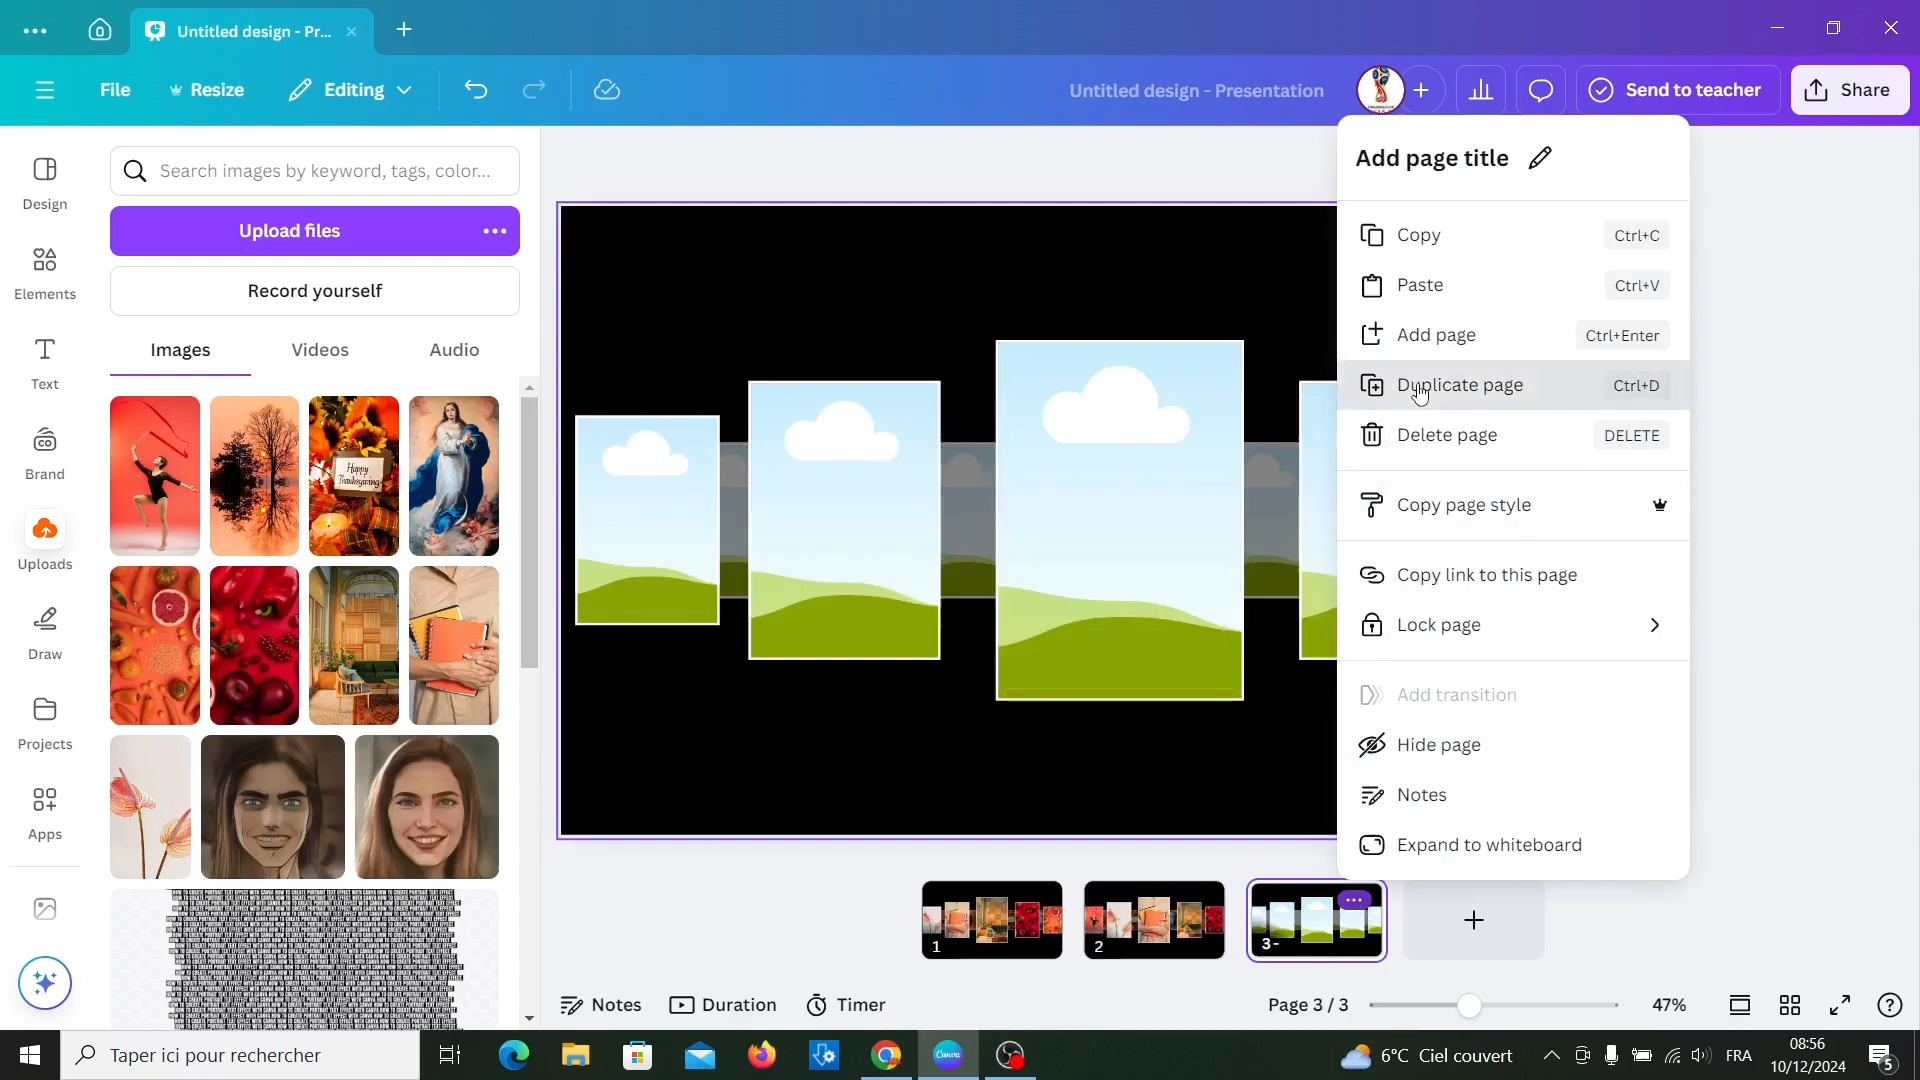 Untitled design - Pr...
File
Resize
Editing
Untitled design - Presentation
Send to teacher
Share
Design
Elements
Text
Brand
Uploads
Draw
Projects
Apps
Search images by keyword, tags, color...
Upload files
Record yourself
Images
Videos
Audio
Happy
Thanksgiving
Add page title
Copy
Ctrl+C
Paste
Ctrl+V
Add page
Ctrl+Enter
Duplicate page
Ctrl+D
Delete page
DELETE
Copy page style
Copy link to this page
Lock page
Add transition
Hide page
Notes
Expand to whiteboard
1
2
3-
Notes
Duration
Timer
Page 3 / 3
47%
Taper ici pour rechercher
Canva
6°C Ciel couvert
FRA
08:56
10/12/2024
5